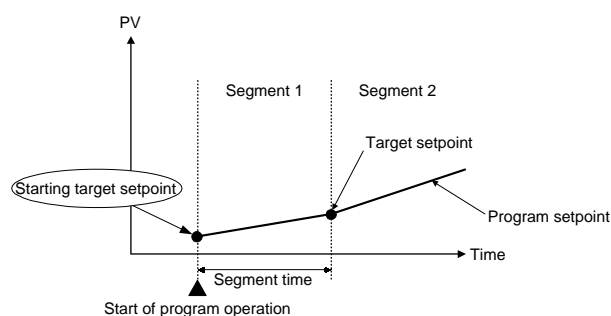 PV
Segment 1
Segment 2
Target setpoint
Starting target setpoint
Program setpoint
Time
Segment time
Start of program operation